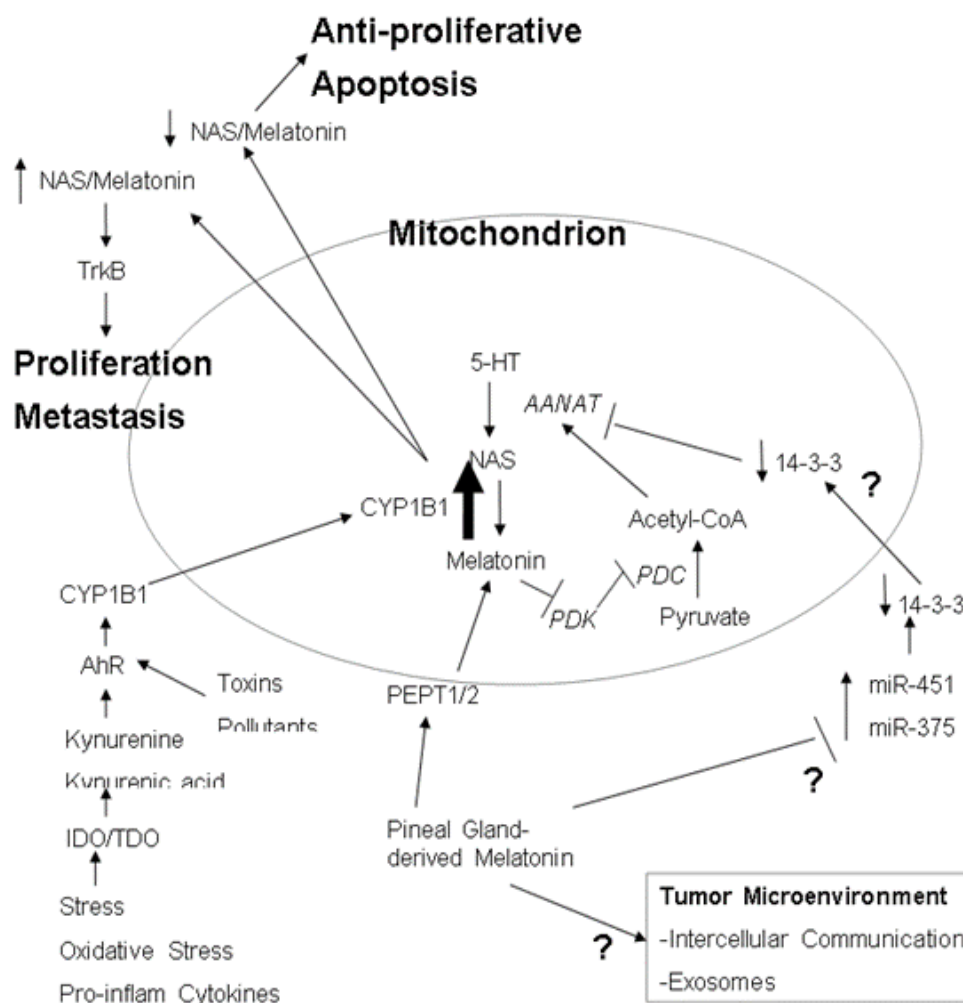 Anti-proliferative
Apoptosis
NAS/Melatonin
NAS/Melatonin
TrkB
Proliferation
Metastasis
Mitochondrion
5-HT
AANAT
NAS
14-3-3
?
CYP1B1
Acetyl-CoA
Melatonin
PDK
PDC
Pyruvate
CYP1B1
AhR
Toxins
Pollutants
Kynurenine
Kynurenic acid
IDO/TDO
Stress
Oxidative Stress
Pro-inflam Cytokines
PEPT1/2
14-3-3
miR-451
miR-375
?
Pineal Gland-
derived Melatonin
?
Tumor Microenvironment
-Intercellular Communication
-Exosomes